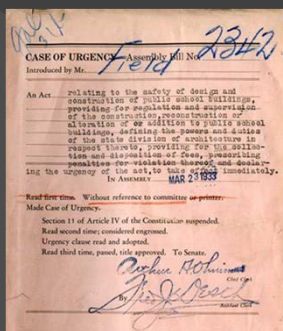 CASE OF URGENCY—Assembly Bill No. 2342
Introduced by Mr. Field
An Act relating to the safety of design and
construction of public school buildings,
providing for regulation and supervision
of the construction, reconstruction or
alteration of or addition to public school
buildings, defining the powers and duties
of the state division of architecture in
respect thereto, providing for the collec-
tion and disposition of fees, prescribing
penalties for violation thereof and declar-
ing the urgency of the act, to take effect immediately.
IN ASSEMBLY MAR 29 1933
Read first time. Without reference to committee or printer.
Made Case of Urgency.
Section 15 of Article IV of the Constitution suspended.
Read second time; considered engrossed.
Urgency clause read and adopted.
Read third time, passed, title approved. To Senate.
Arthur A. Ohnimus
Chief Clerk
By
Assistant Clerk